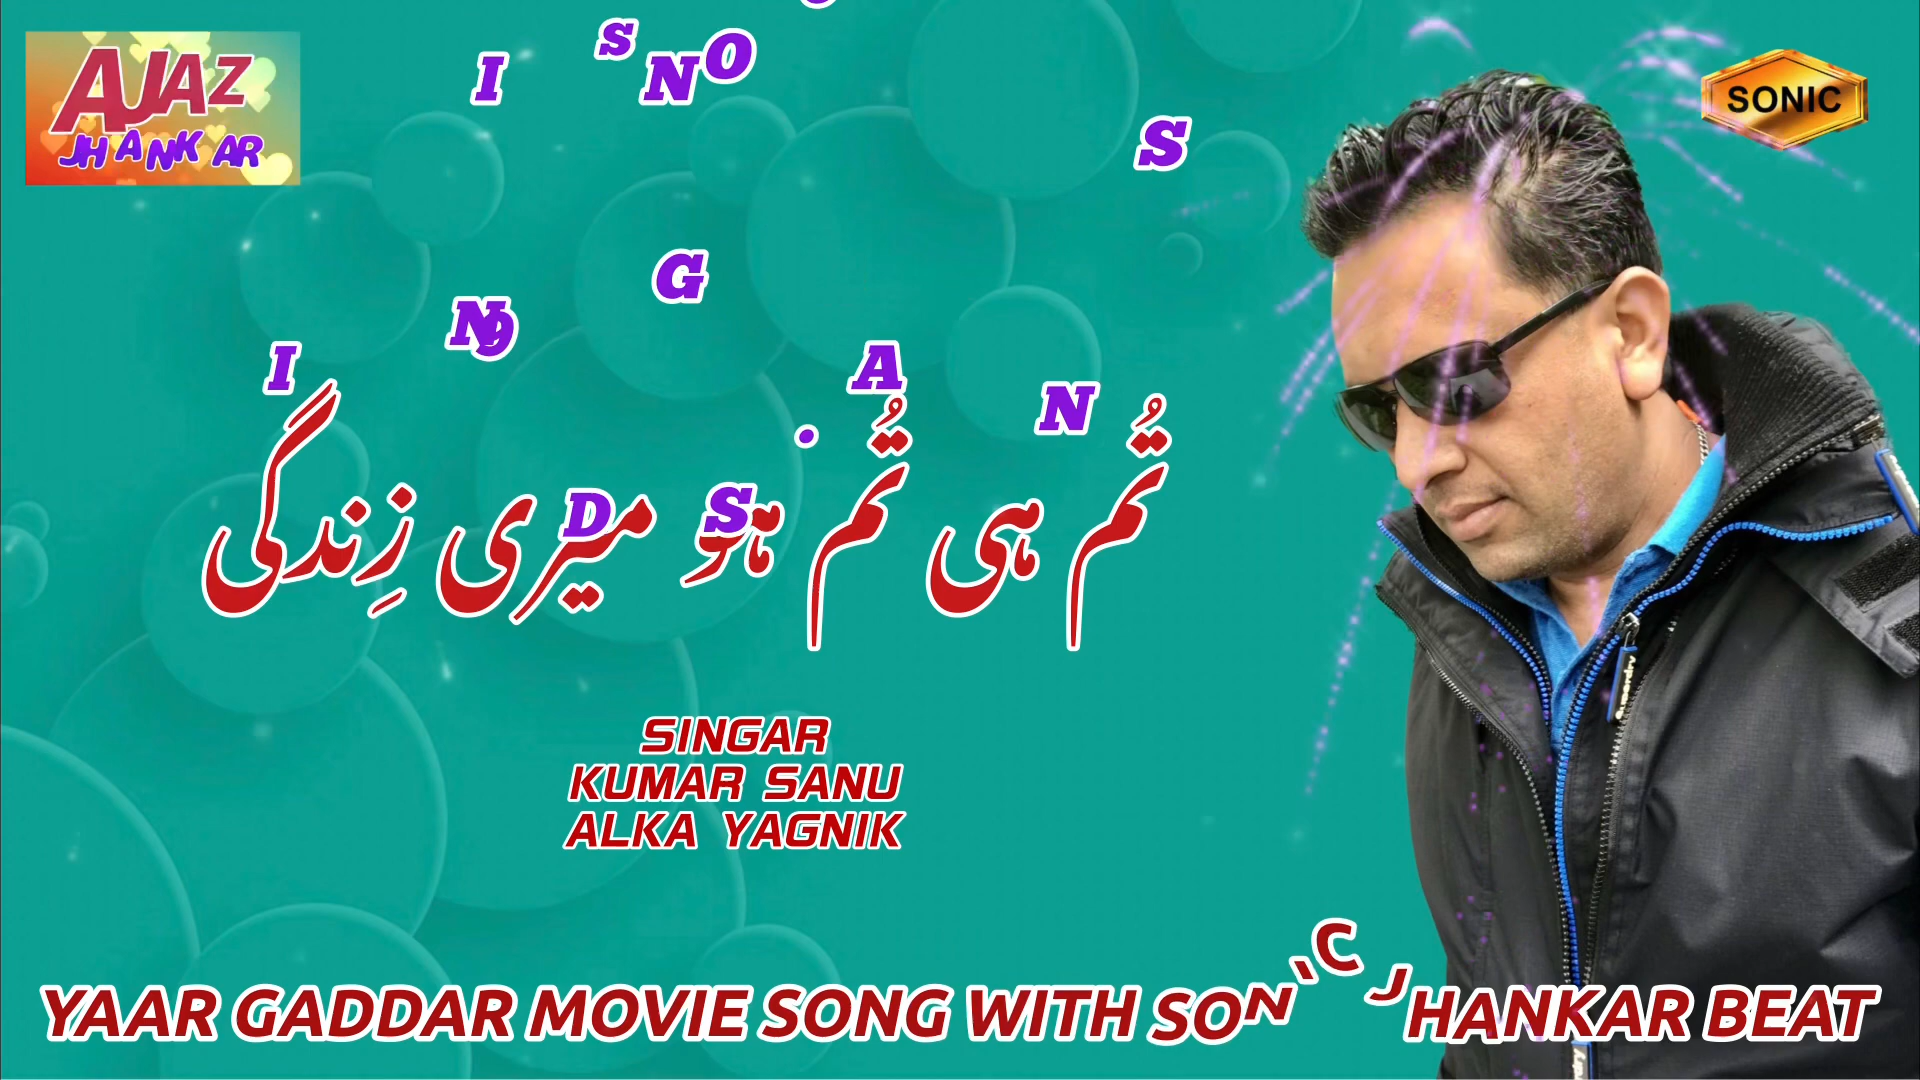 AJAZ
JHANKAR
SONIC
تُم ہی تُم ہو میری زِندگی
SINGAR
KUMAR SANU
ALKA YAGNIK
YAAR GADDAR MOVIE SONG WITH SONIC JHANKAR BEAT